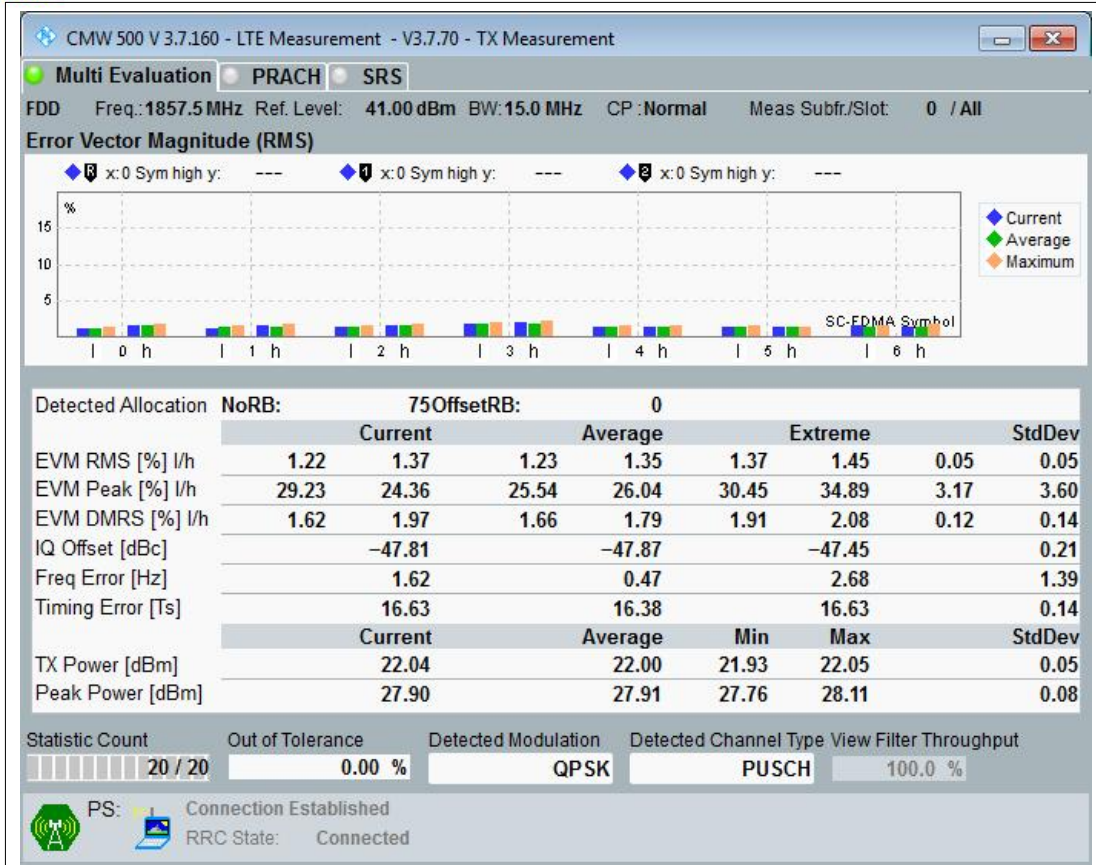 CMW 500 V 3.7.160 - LTE Measurement - V3.7.70 - TX Measurement
Multi Evaluation PRACH SRS
FDD Freq.: 1857.5 MHz Ref. Level: 41.00 dBm BW: 15.0 MHz CP : Normal Meas Subfr./Slot: 0 / All
Error Vector Magnitude (RMS)
R x: 0 Sym high y: --- 1 x: 0 Sym high y: --- 2 x: 0 Sym high y: ---
%
15
10
5
Current
Average
Maximum
SC-FDMA Symbol
l 0 h l 1 h l 2 h l 3 h l 4 h l 5 h l 6 h
Detected Allocation NoRB: 75 OffsetRB: 0
Current Average Extreme StdDev
EVM RMS [%] l/h 1.22 1.37 1.23 1.35 1.37 1.45 0.05 0.05
EVM Peak [%] l/h 29.23 24.36 25.54 26.04 30.45 34.89 3.17 3.60
EVM DMRS [%] l/h 1.62 1.97 1.66 1.79 1.91 2.08 0.12 0.14
IQ Offset [dBc] −47.81 −47.87 −47.45 0.21
Freq Error [Hz] 1.62 0.47 2.68 1.39
Timing Error [Ts] 16.63 16.38 16.63 0.14
Current Average Min Max StdDev
TX Power [dBm] 22.04 22.00 21.93 22.05 0.05
Peak Power [dBm] 27.90 27.91 27.76 28.11 0.08
Statistic Count Out of Tolerance Detected Modulation Detected Channel Type View Filter Throughput
20 / 20 0.00 % QPSK PUSCH 100.0 %
PS: Connection Established
RRC State: Connected